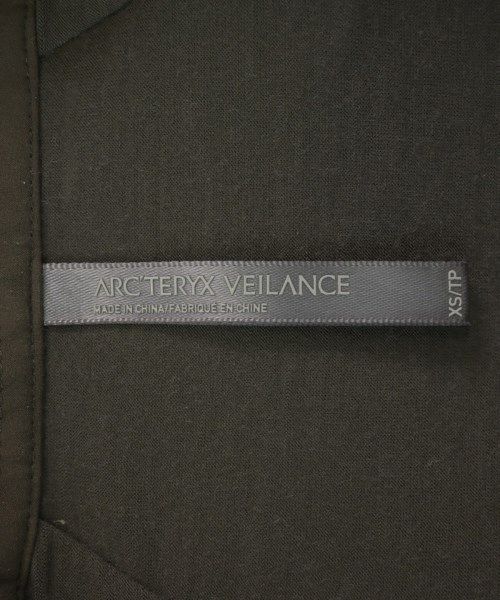 ARC'TERYX VEILANCE
MADE IN CHINA/FABRIQUÉ EN CHINE
XS/TP